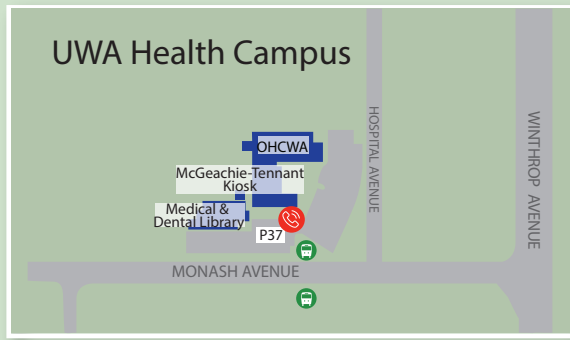 UWA Health Campus
OHCWA
McGeachie-Tennant
Kiosk
Medical &
Dental Library
P37
MONASH AVENUE
HOSPITAL AVENUE
WINTHROP AVENUE